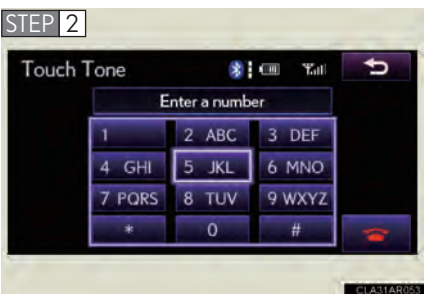 STEP 2
Touch Tone
Enter a number
1 2 ABC 3 DEF
4 GHI 5 JKL 6 MNO
7 PQRS 8 TUV 9 WXYZ
* 0 #
CLA31AR053